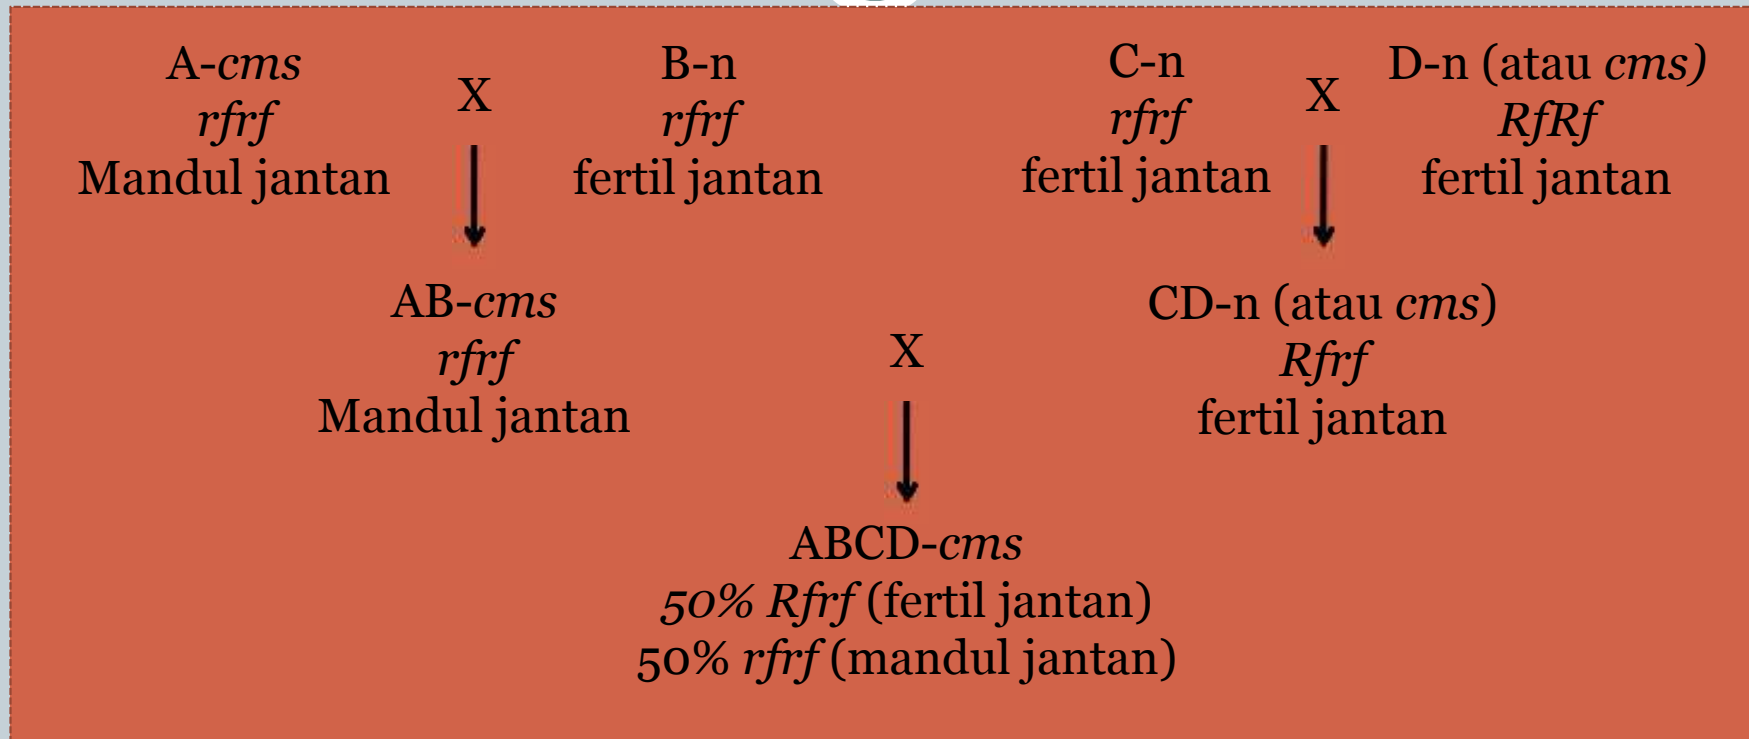 A-cms X B-n
rfrf rfrf
Mandul jantan fertil jantan
C-n X D-n (atau cms)
rfrf RfRf
fertil jantan fertil jantan
AB-cms
rfrf
Mandul jantan
X
CD-n (atau cms)
Rfrf
fertil jantan
ABCD-cms
50% Rfrf (fertil jantan)
50% rfrf (mandul jantan)